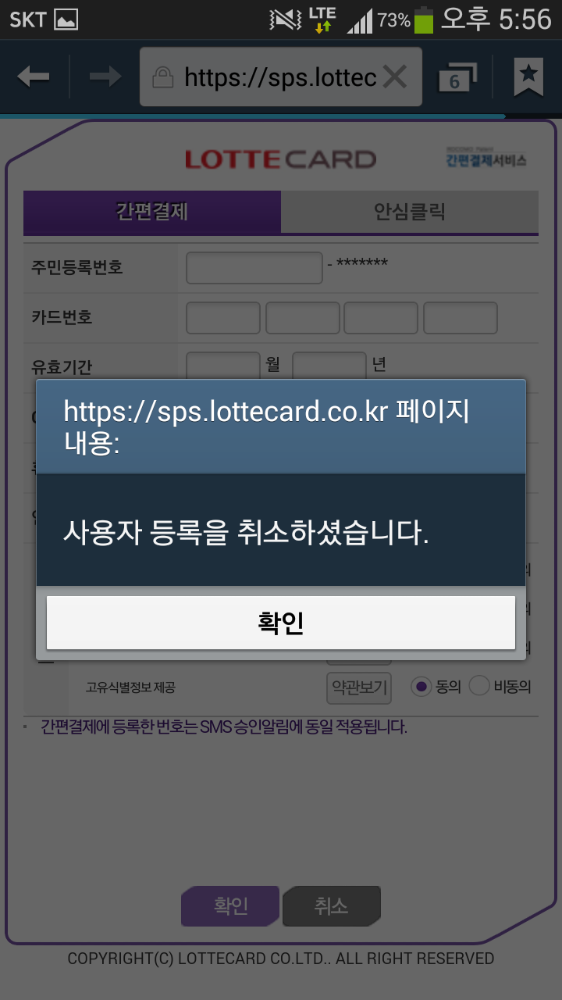 SKT LTE 73% 오후 5:56
https://sps.lottec 6
LOTTE CARD 간편결제서비스
간편결제 안심클릭
주민등록번호 - *******
카드번호
유효기간 월 년
https://sps.lottecard.co.kr 페이지
내용:
사용자 등록을 취소하셨습니다.
확인
고유식별정보 제공 약관보기 동의 비동의
간편결제에 등록한 번호는 SMS 승인알림에 동일 적용됩니다.
확인 취소
COPYRIGHT(C) LOTTECARD CO.LTD.. ALL RIGHT RESERVED